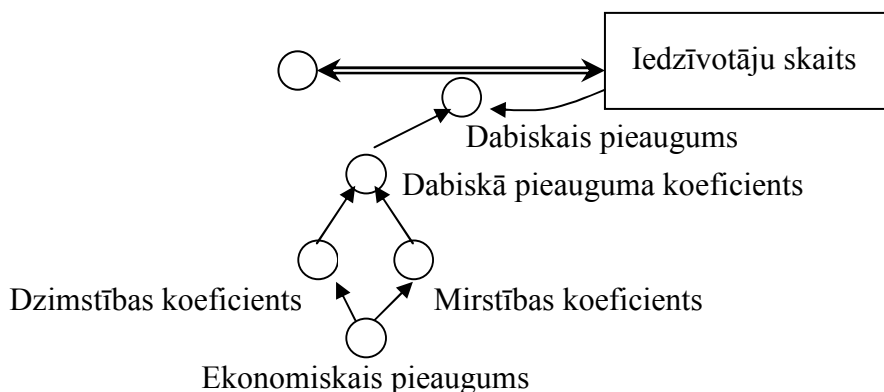 Iedzīvotāju skaits
Dabiskais pieaugums
Dabiskā pieauguma koeficients
Dzimstības koeficients
Mirstības koeficients
Ekonomiskais pieaugums